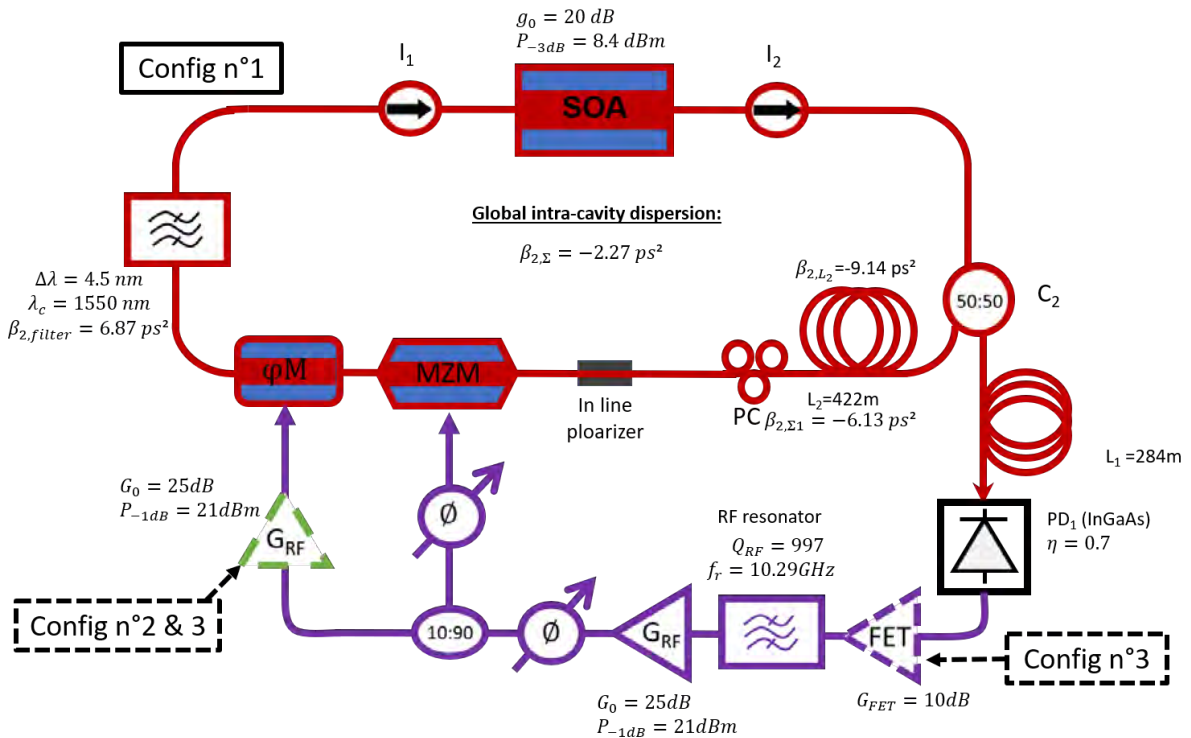 g₀ = 20 dB
P₋₃dB = 8.4 dBm
Config n°1
I₁
SOA
I₂
Global intra-cavity dispersion:
β₂,Σ = −2.27 ps²
Δλ = 4.5 nm
λc = 1550 nm
β₂,filter = 6.87 ps²
β₂,L₂=-9.14 ps²
50:50
C₂
φM
MZM
In line
ploarizer
PC
L₂=422m
β₂,Σ₁ = −6.13 ps²
L₁ =284m
G₀ = 25dB
P₋₁dB = 21dBm
GRF
Ø
RF resonator
QRF = 997
fr = 10.29GHz
PD₁ (InGaAs)
η = 0.7
Config n°2 & 3
10:90
Ø
GRF
FET
Config n°3
G₀ = 25dB
P₋₁dB = 21dBm
GFET = 10dB